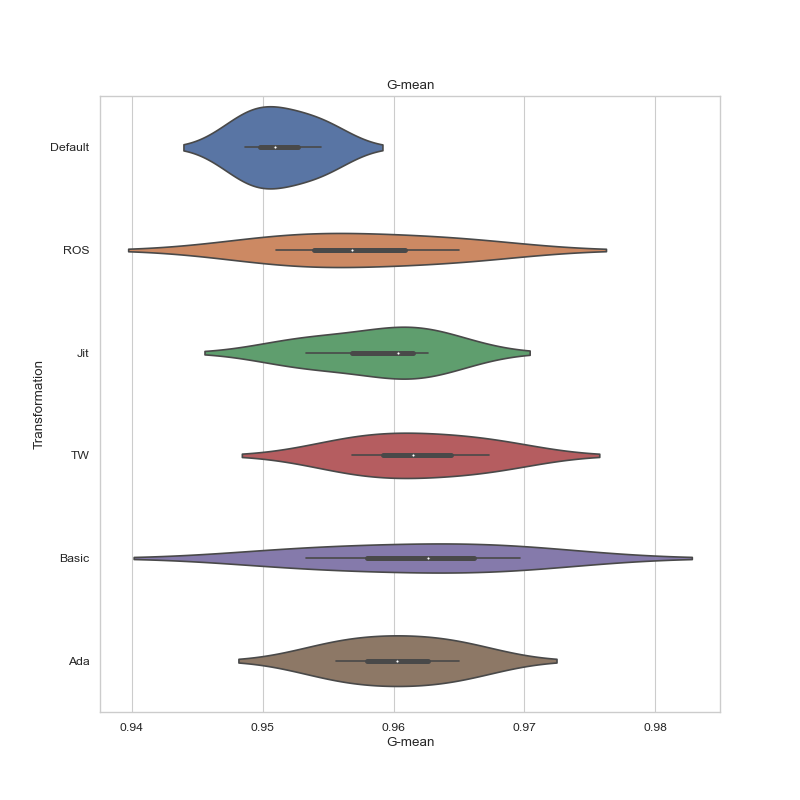 G-mean
Default
ROS
Jit
TW
Basic
Ada
Transformation
0.94 0.95 0.96 0.97 0.98
G-mean